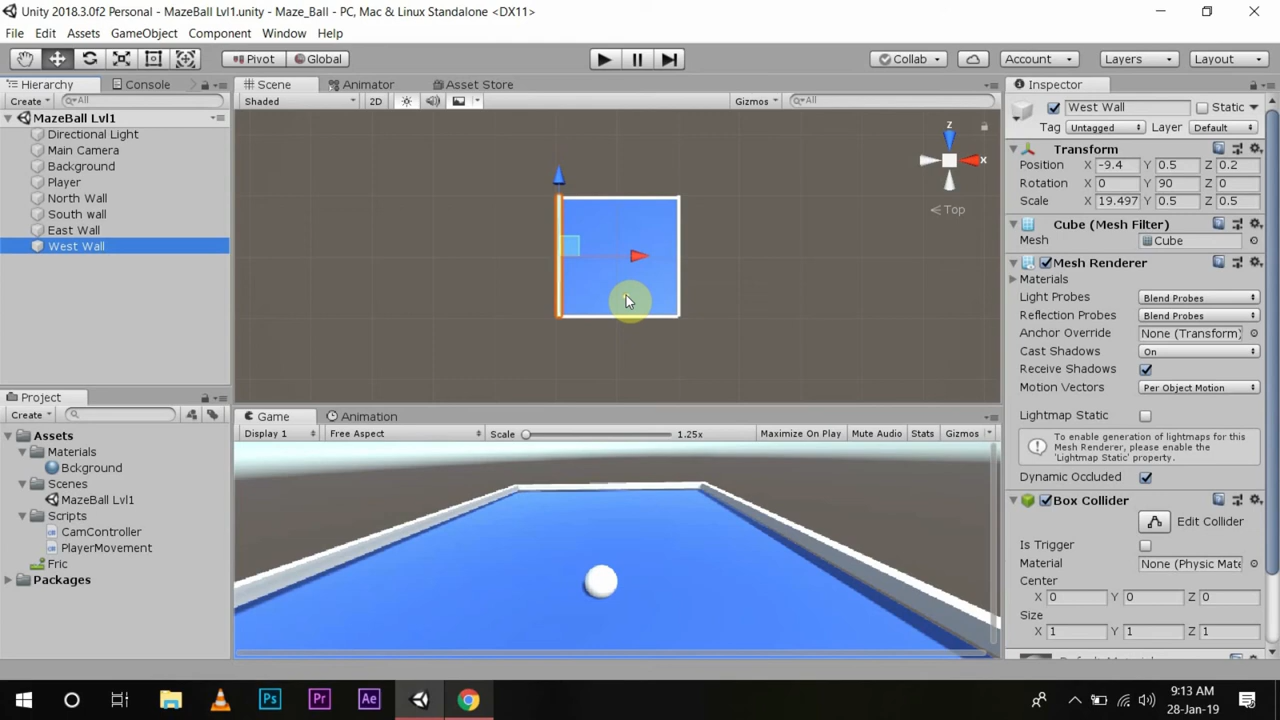 Unity 2018.3.0f2 Personal - MazeBall Lvl1.unity - Maze_Ball - PC, Mac & Linux Standalone <DX11>
File Edit Assets GameObject Component Window Help
Pivot Global Collab Account Layers Layout
Hierarchy Console Scene Animator Asset Store Inspector
Create All Shaded 2D Gizmos All
West Wall Static
Tag Untagged Layer Default
MazeBall Lvl1
Directional Light
Main Camera
Background
Player
North Wall
South wall
East Wall
West Wall
z
x
Top
Transform
Position X -9.4 Y 0.5 Z 0.2
Rotation X 0 Y 90 Z 0
Scale X 19.497 Y 0.5 Z 0.5
Cube (Mesh Filter)
Mesh Cube
Mesh Renderer
Materials
Light Probes Blend Probes
Reflection Probes Blend Probes
Anchor Override None (Transform)
Cast Shadows On
Receive Shadows
Motion Vectors Per Object Motion
Lightmap Static
To enable generation of lightmaps for this
Mesh Renderer, please enable the
'Lightmap Static' property.
Dynamic Occluded
Box Collider
Edit Collider
Is Trigger
Material None (Physic Mate
Center
X 0 Y 0 Z 0
Size
X 1 Y 1 Z 1
Project
Create
Assets
Materials
Bckground
Scenes
MazeBall Lvl1
Scripts
CamController
PlayerMovement
Fric
Packages
Game Animation
Display 1 Free Aspect Scale 1.25x Maximize On Play Mute Audio Stats Gizmos
Ps Pr Ae
9:13 AM
28-Jan-19